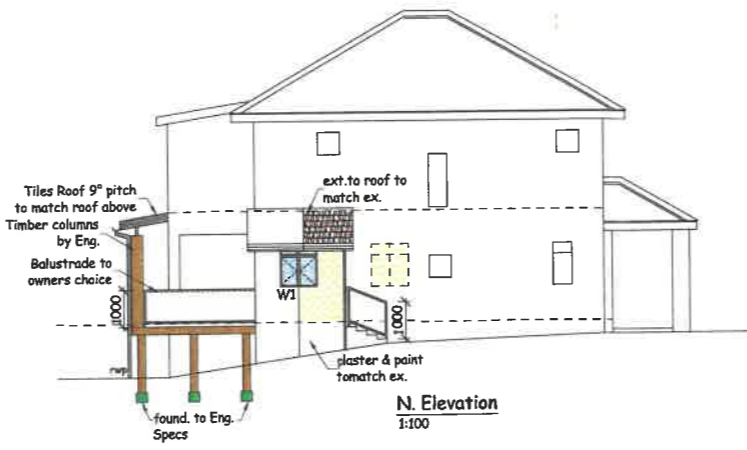 Tiles Roof 9° pitch
to match roof above
Timber columns
by Eng.
Balustrade to
owners choice
1000
rwp
found. to Eng.
Specs
ext.to roof to
match ex.
W1
1000
plaster & paint
tomatch ex.
N. Elevation
1:100